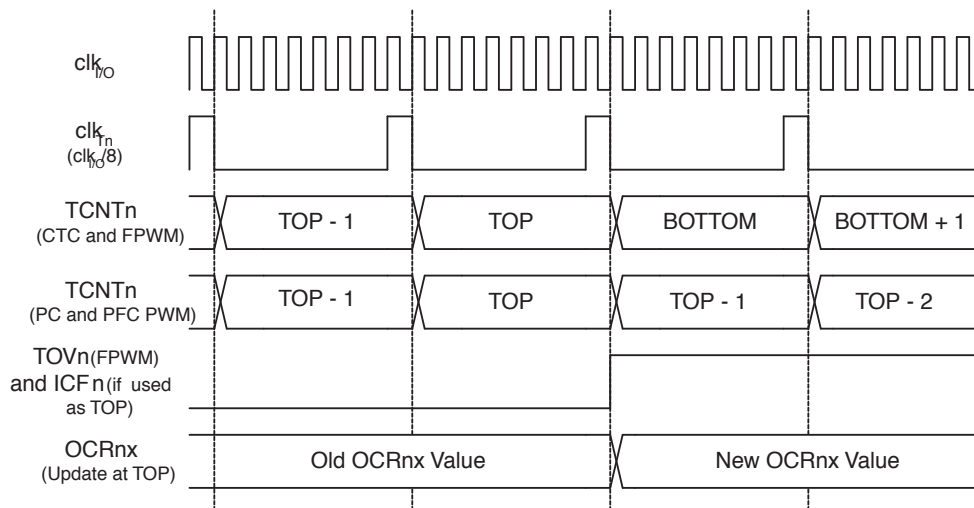 clkI/O
clkTn
(clkI/O/8)
TCNTn
(CTC and FPWM)
TOP - 1
TOP
BOTTOM
BOTTOM + 1
TCNTn
(PC and PFC PWM)
TOP - 1
TOP
TOP - 1
TOP - 2
TOVn(FPWM)
and ICFn(if used
as TOP)
OCRnx
(Update at TOP)
Old OCRnx Value
New OCRnx Value